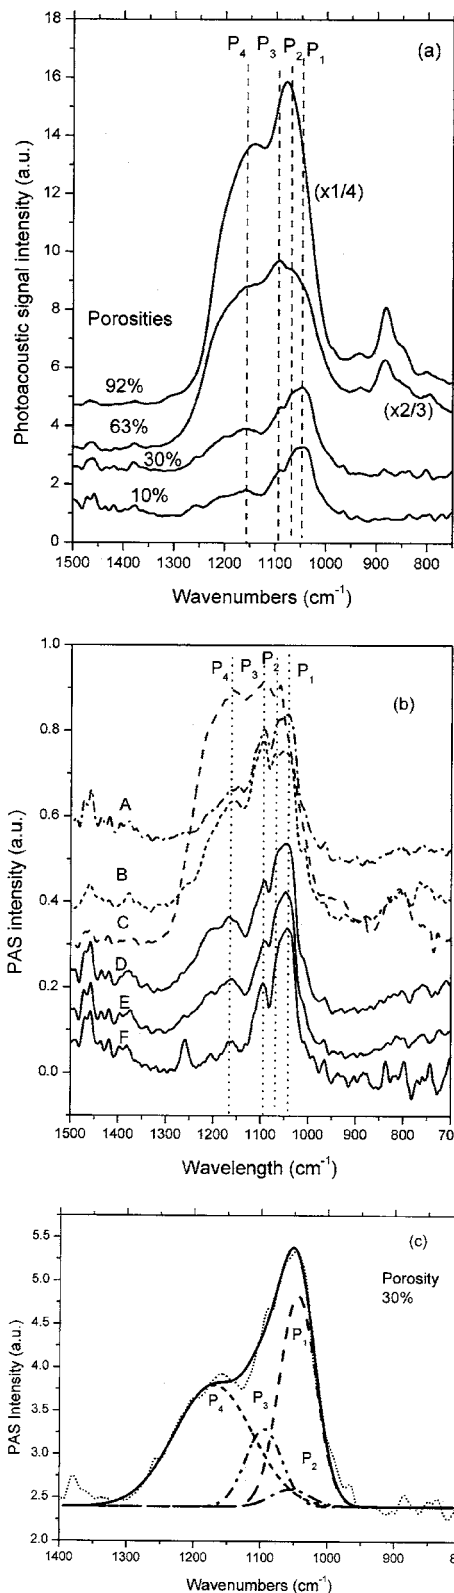 P₄ P₃ P₂ P₁
(a)
18
16
14
12
10
8
6
4
2
0
(x1/4)
Porosities
92%
63%
(x2/3)
30%
10%
Photoacoustic signal intensity (a.u.)
1500 1400 1300 1200 1100 1000 900 800
Wavenumbers (cm⁻¹)
P₄ P₃ P₂ P₁
(b)
1.0
0.8
0.6
0.4
0.2
0.0
A
B
C
D
E
F
PAS intensity (a.u.)
1500 1400 1300 1200 1100 1000 900 800 700
Wavelength (cm⁻¹)
(c)
Porosity
30%
5.5
5.0
4.5
4.0
3.5
3.0
2.5
2.0
P₁
P₄
P₃
P₂
PAS Intensity (a.u.)
1400 1300 1200 1100 1000 900 800
Wavenumbers (cm⁻¹)